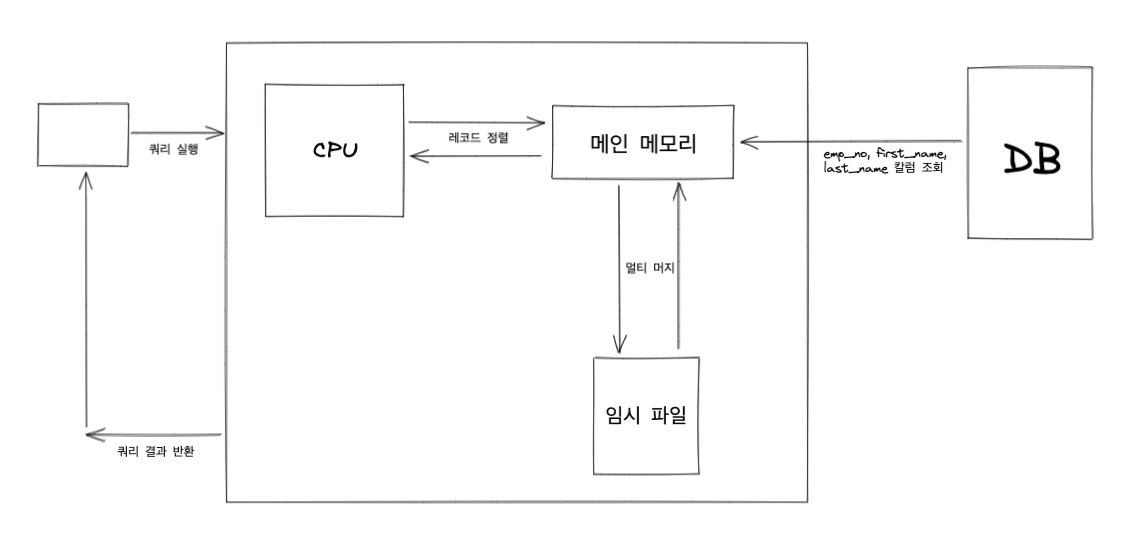 쿼리 실행
CPU
레코드 정렬
메인 메모리
emp_no, first_name,
last_name 칼럼 조회
DB
멀티 머지
임시 파일
쿼리 결과 반환